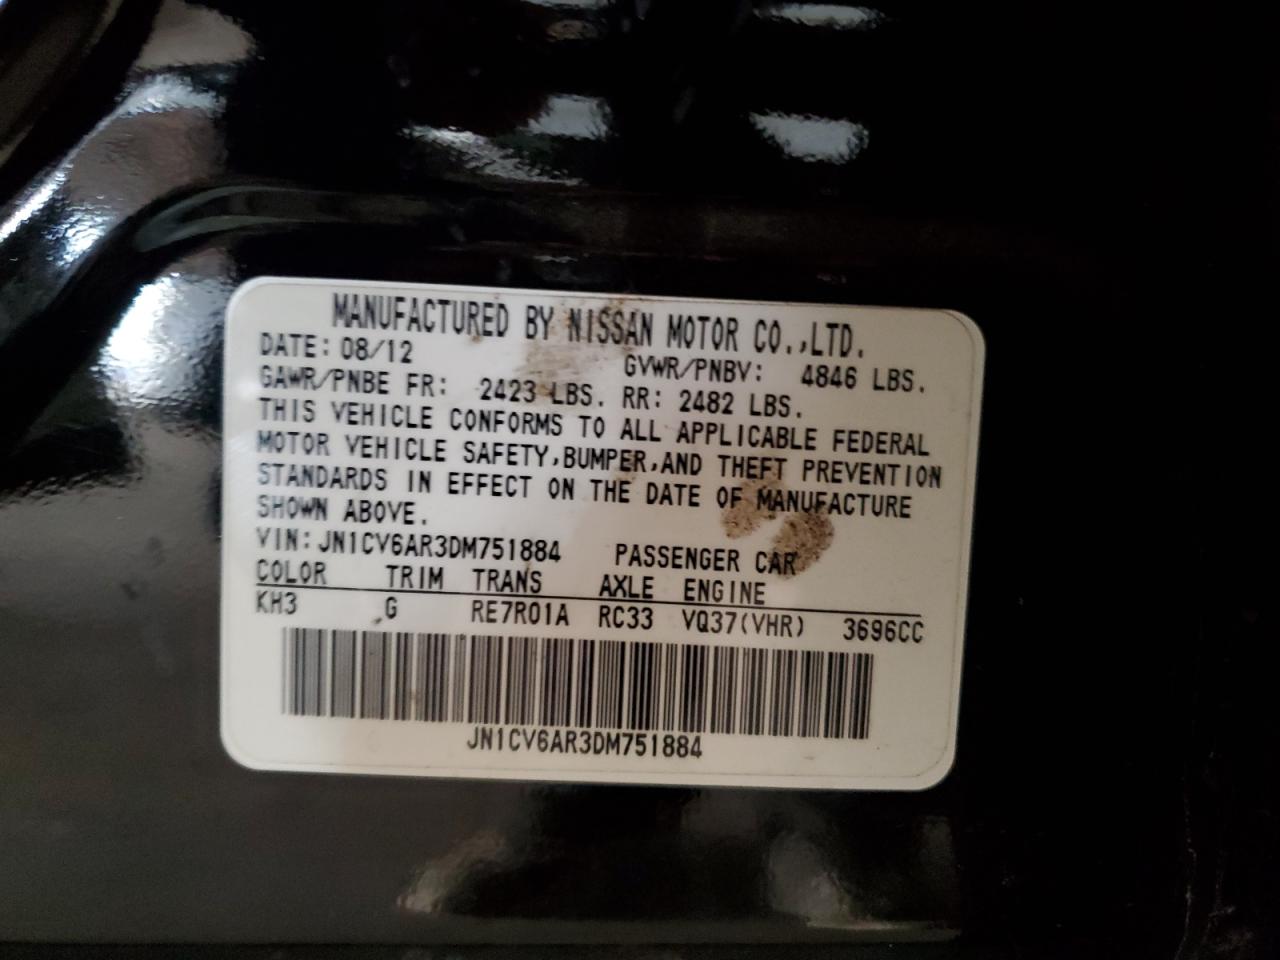 MANUFACTURED BY NISSAN MOTOR CO.,LTD.
DATE: 08/12 GVWR/PNBV: 4846 LBS.
GAWR/PNBE FR: 2423 LBS. RR: 2482 LBS.
THIS VEHICLE CONFORMS TO ALL APPLICABLE FEDERAL
MOTOR VEHICLE SAFETY,BUMPER,AND THEFT PREVENTION
STANDARDS IN EFFECT ON THE DATE OF MANUFACTURE
SHOWN ABOVE.
VIN:JN1CV6AR3DM751884 PASSENGER CAR
COLOR TRIM TRANS AXLE ENGINE
KH3 G RE7R01A RC33 VQ37(VHR) 3696CC
JN1CV6AR3DM751884